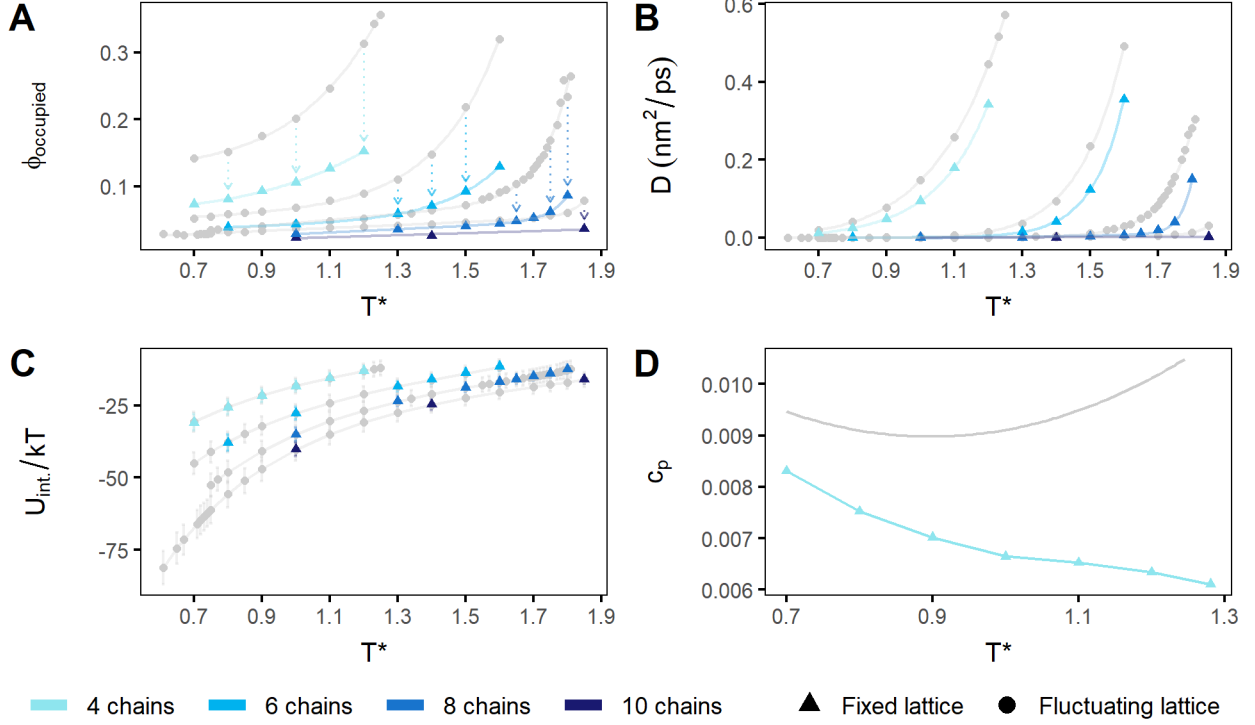 A
B
ϕoccupied
0.3
0.2
0.1
0.7 0.9 1.1 1.3 1.5 1.7 1.9
T*
D (nm²/ps)
0.6
0.4
0.2
0.0
0.7 0.9 1.1 1.3 1.5 1.7 1.9
T*
C
D
Uint./kT
-25
-50
-75
0.7 0.9 1.1 1.3 1.5 1.7 1.9
T*
cp
0.010
0.009
0.008
0.007
0.006
0.7 0.9 1.1 1.3
T*
4 chains 6 chains 8 chains 10 chains Fixed lattice Fluctuating lattice